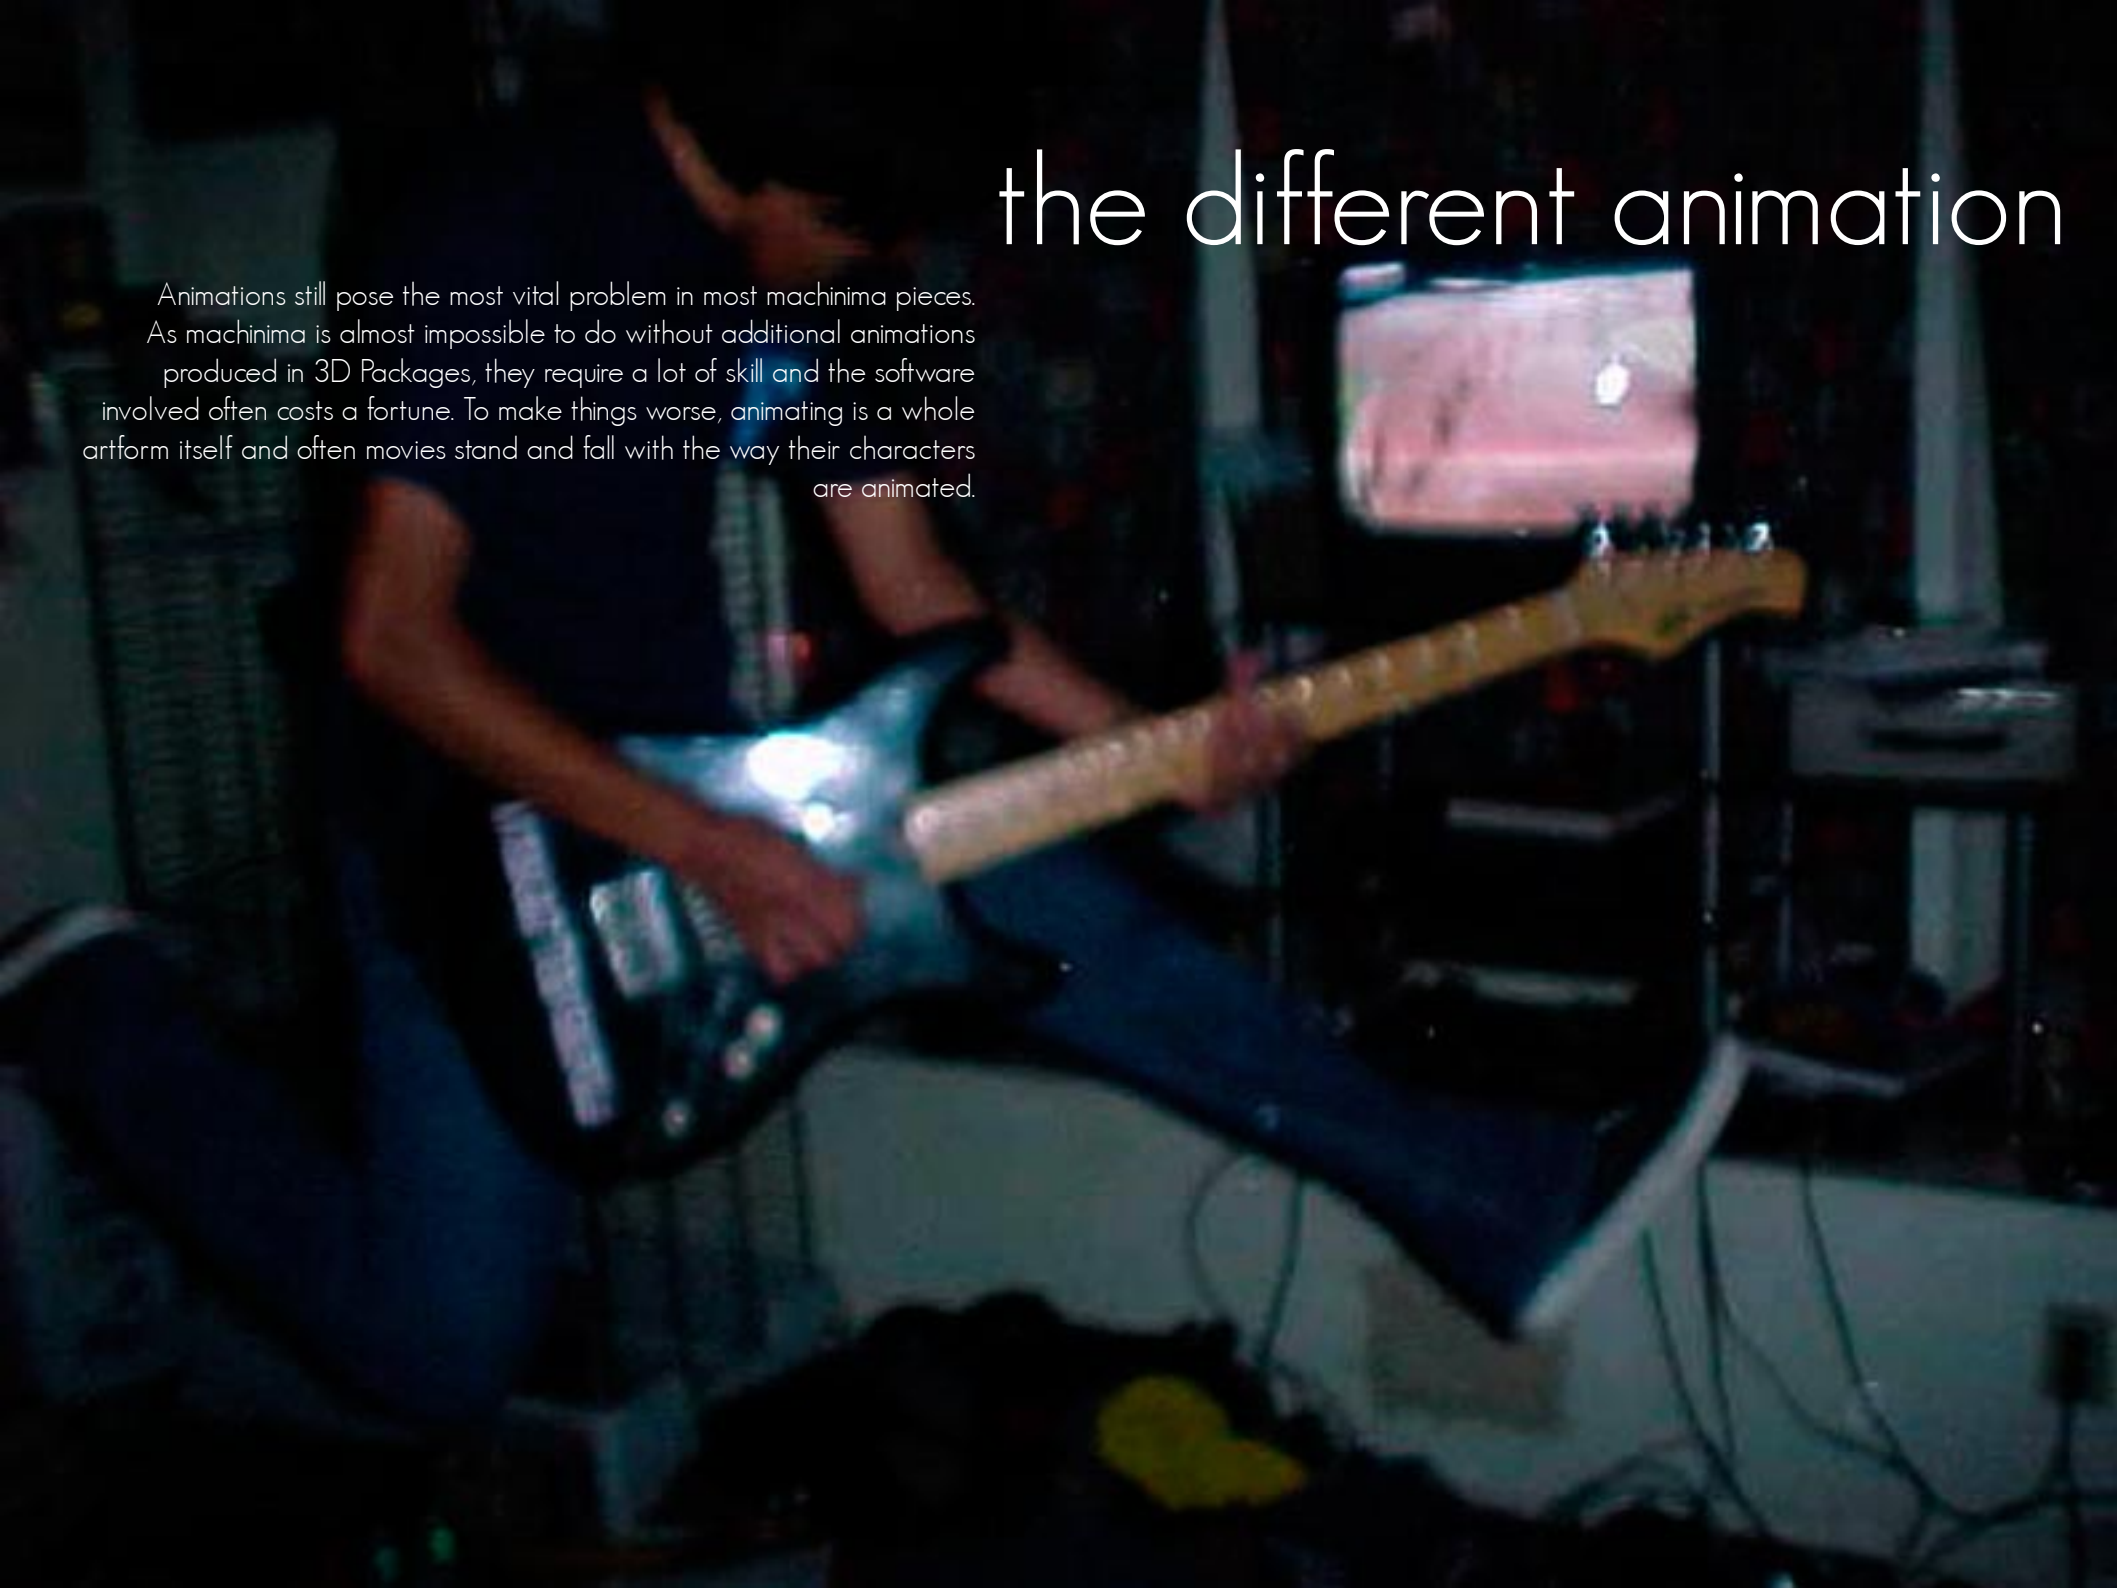 the different animation
Animations still pose the most vital problem in most machinima pieces.
As machinima is almost impossible to do without additional animations
produced in 3D Packages, they require a lot of skill and the software
involved often costs a fortune. To make things worse, animating is a whole
artform itself and often movies stand and fall with the way their characters
are animated.